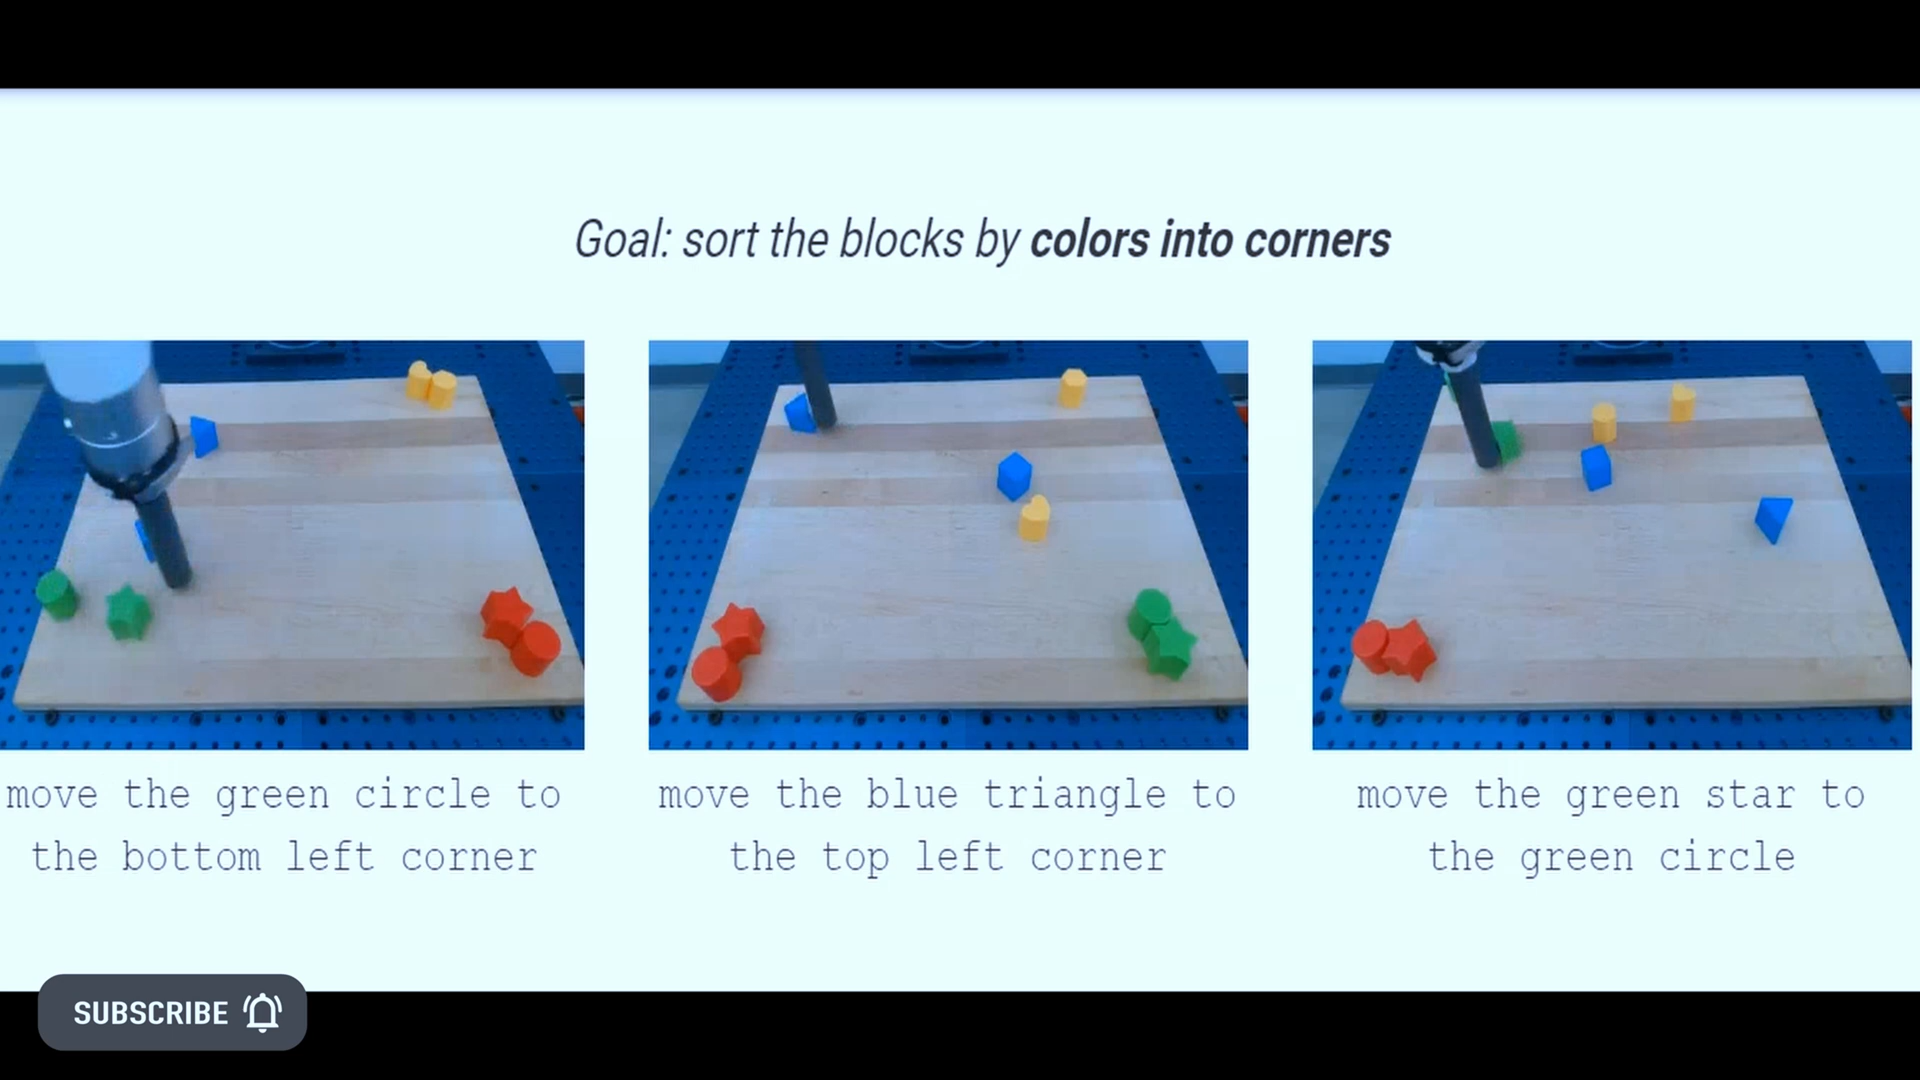 Goal: sort the blocks by colors into corners
move the green circle to
the bottom left corner
move the blue triangle to
the top left corner
move the green star to
the green circle
SUBSCRIBE